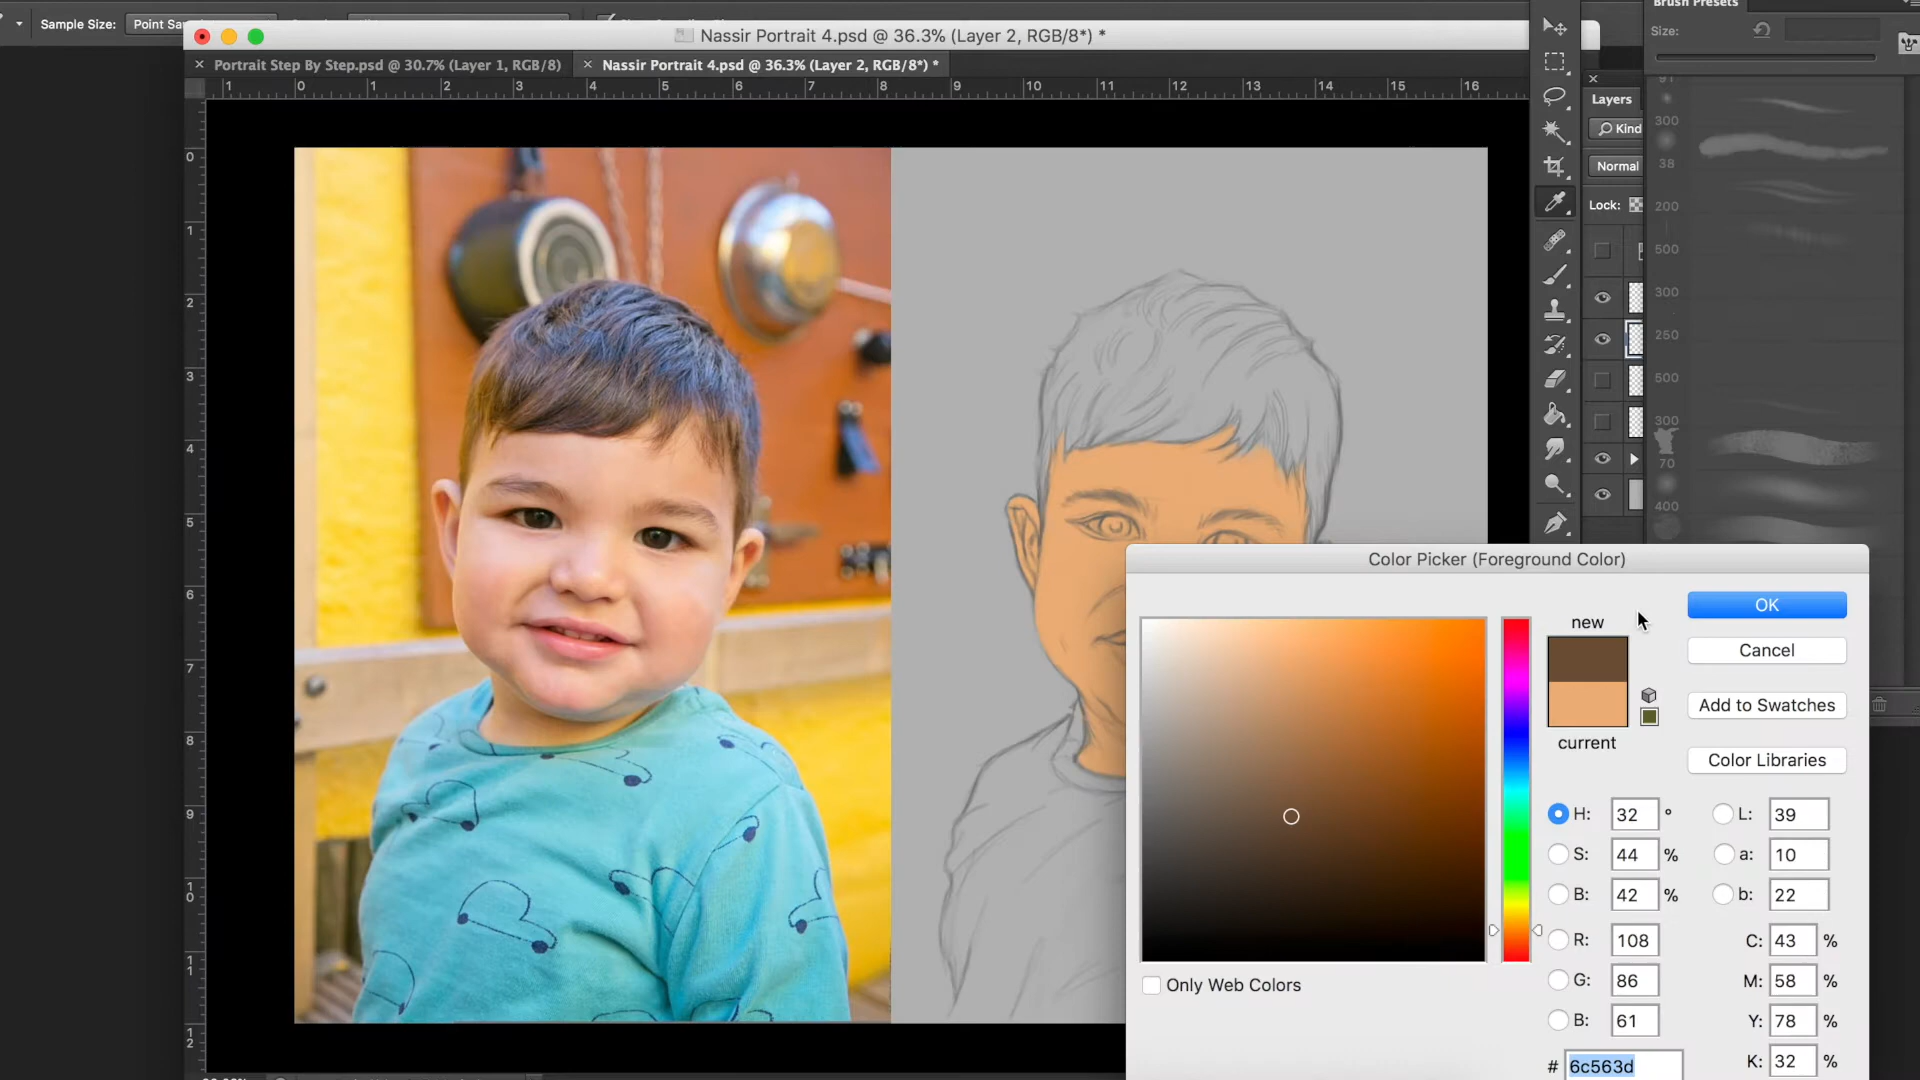 Sample Size:
Point Sa
Brush Presets
Size:
Nassir Portrait 4.psd @ 36.3% (Layer 2, RGB/8*) *
Portrait Step By Step.psd @ 30.7% (Layer 1, RGB/8)
Nassir Portrait 4.psd @ 36.3% (Layer 2, RGB/8*) *
1 0 1 2 3 4 5 6 7 8 9 10 11 12 13 14 15 16
0
1
2
3
4
5
6
7
8
9
10
11
12
Layers
Kind
Normal
Lock:
300
38
200
500
249
300
250
500
300
70
400
Color Picker (Foreground Color)
new
current
OK
Cancel
Add to Swatches
Color Libraries
H: 32 °
S: 44 %
B: 42 %
R: 108
G: 86
B: 61
# 6c563d
L: 39
a: 10
b: 22
C: 43 %
M: 58 %
Y: 78 %
K: 32 %
Only Web Colors